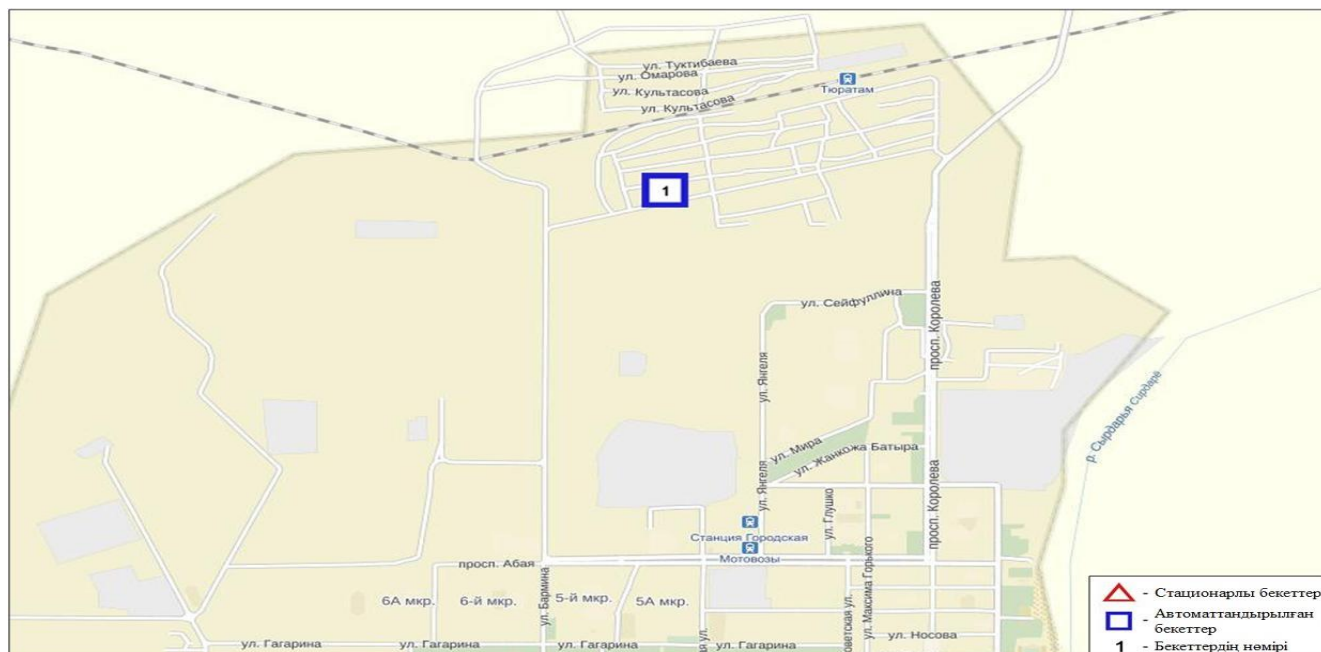 ул. Туктибаева
ул. Омарова
ул. Культасова
ул. Культасова
Тюратам
1
ул. Сейфуллина
просп. Королева
ул. Янгеля
р. Сырдарья Сирдарё
ул. Мира
ул. Жанкожа Батыра
ул. Янгеля
ул. Глушко
просп. Королева
Станция Городская
Мотовозы
просп. Абая
ул. Максима Горького
6А мкр.
6-й мкр.
5-й мкр.
5А мкр.
ул. Бармина
ул. Носова
ул. Гагарина
ул. Гагарина
ул. Гагарина
ул. Гагарина
- Стационарлы бекеттер
- Автоматтандырылған
бекеттер
1 - Бекеттердің нөмірі